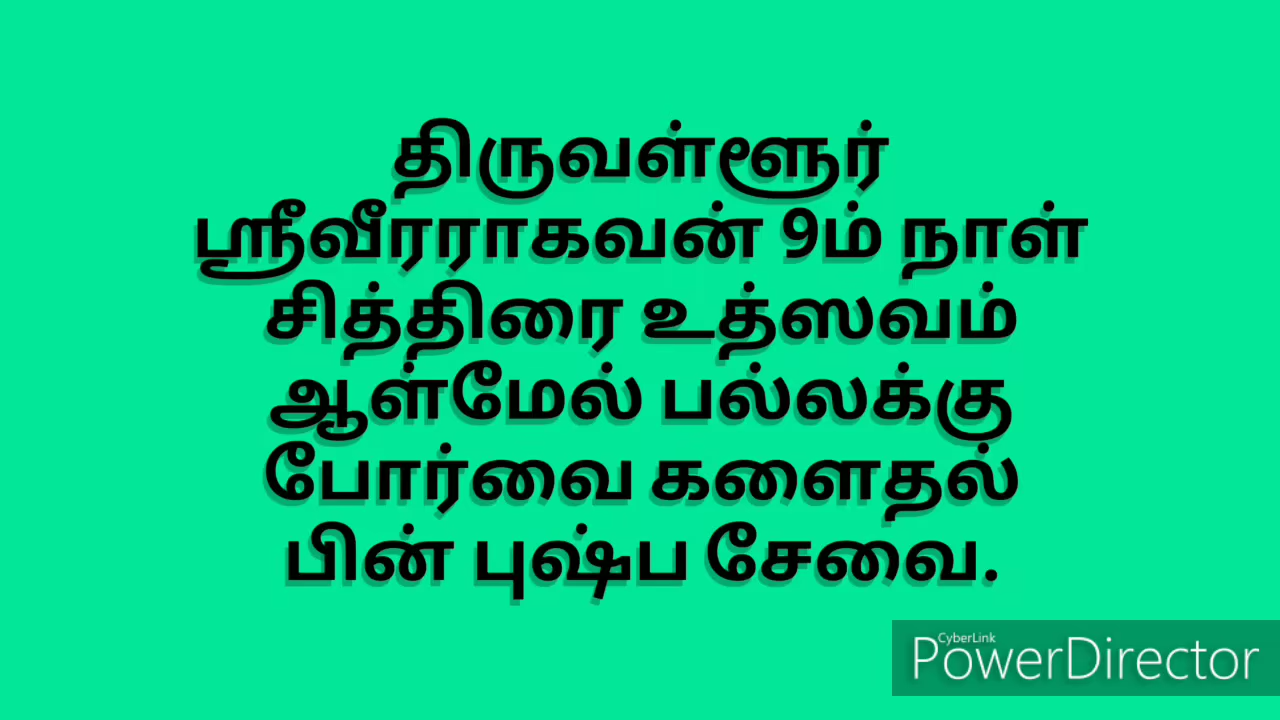 திருவள்ளூர்
ஸ்ரீவீரராகவன் 9ம் நாள்
சித்திரை உத்ஸவம்
ஆள்மேல் பல்லக்கு
போர்வை களைதல்
பின் புஷ்ப சேவை.
CyberLink
PowerDirector